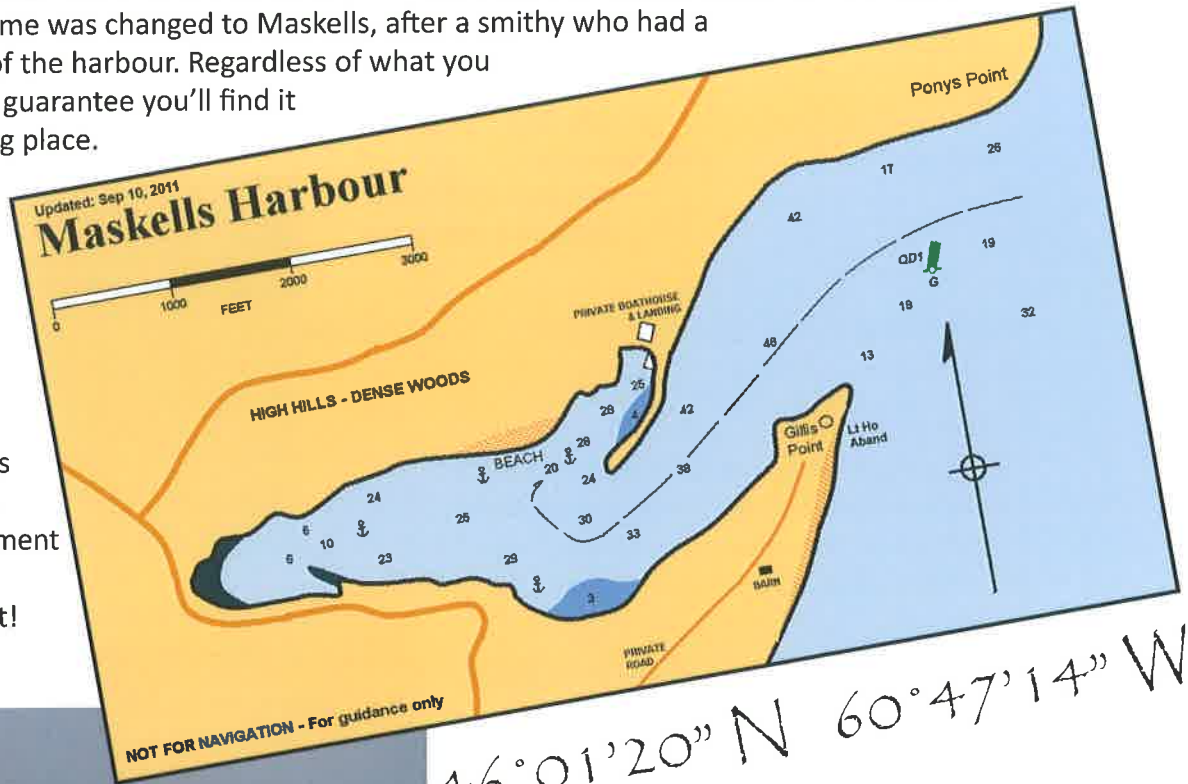 me was changed to Maskells, after a smithy who had a
of the harbour. Regardless of what you
guarantee you'll find it
g place.
Updated: Sep 10, 2011
Maskells Harbour
0 1000 2000 3000
FEET
Ponys Point
26
17
42
19
QD1
G
18
32
13
48
PRIVATE BOATHOUSE
& LANDING
HIGH HILLS - DENSE WOODS
25
4
28
42
Gillis
Point
Lt Ho
Aband
28
BEACH
20
24
38
24
25
30
33
6
10
6
23
29
3
BARN
PRIVATE
ROAD
s
ment
t!
NOT FOR NAVIGATION - For guidance only
46°01'20” N 60°47'14” W